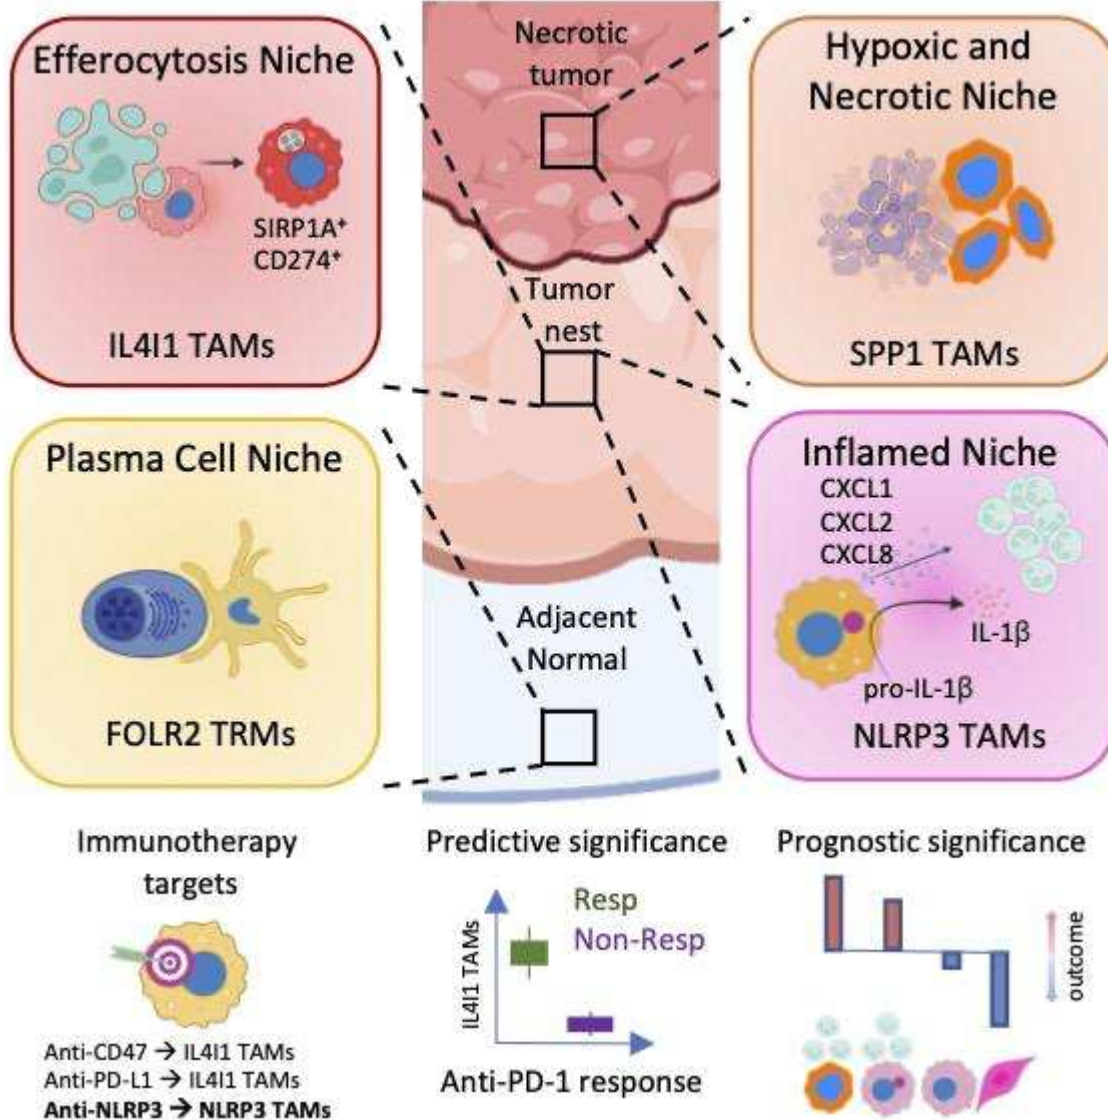 Efferocytosis Niche
SIRP1A⁺
CD274⁺
IL4I1 TAMs
Necrotic
tumor
Tumor
nest
Adjacent
Normal
Hypoxic and
Necrotic Niche
SPP1 TAMs
Plasma Cell Niche
FOLR2 TRMs
Inflamed Niche
CXCL1
CXCL2
CXCL8
IL-1β
pro-IL-1β
NLRP3 TAMs
Immunotherapy
targets
Anti-CD47 → IL4I1 TAMs
Anti-PD-L1 → IL4I1 TAMs
Anti-NLRP3 → NLRP3 TAMs
Predictive significance
Resp
Non-Resp
IL4I1 TAMs
Anti-PD-1 response
Prognostic significance
outcome